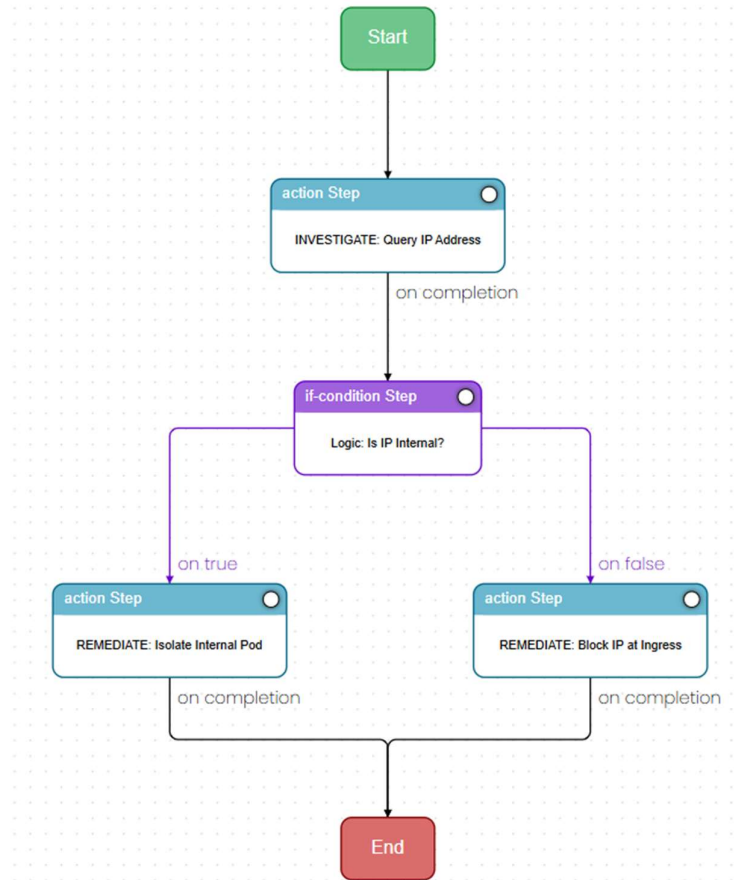 Start
action Step
INVESTIGATE: Query IP Address
on completion
if-condition Step
Logic: Is IP Internal?
on true
on false
action Step
action Step
REMEDIATE: Isolate Internal Pod
REMEDIATE: Block IP at Ingress
on completion
on completion
End